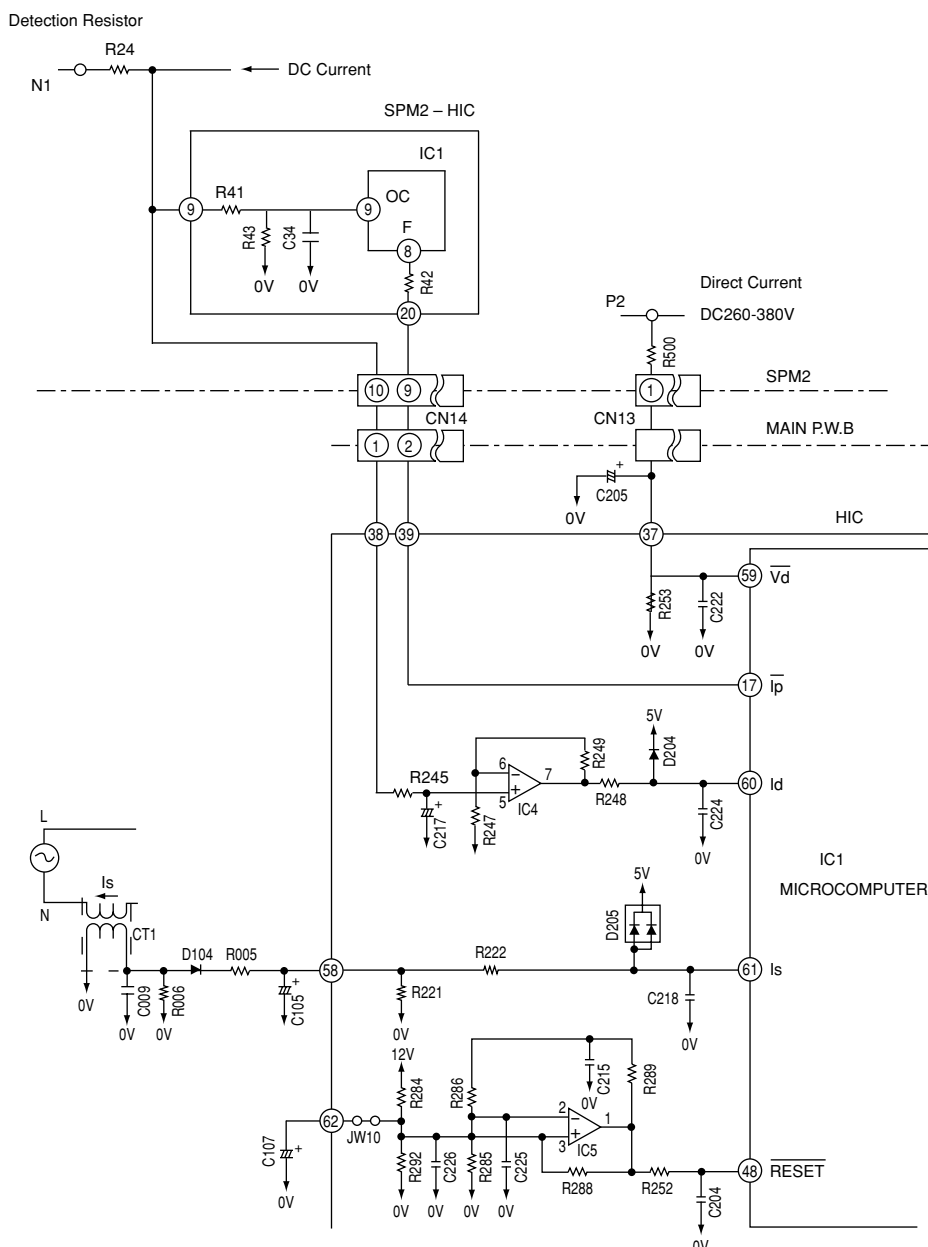 Detection Resistor
R24
N1
DC Current
SPM2 – HIC
IC1
R41
9
9
OC
F
8
R43
C34
0V
0V
R42
20
Direct Current
P2
DC260-380V
R500
10
9
1
SPM2
CN14
CN13
1
2
MAIN P.W.B
+
C205
0V
HIC
38
39
37
59
Vd
R253
C222
0V
0V
17
Ip
5V
R249
D204
R245
6
−
7
+
5
IC4
R248
60
Id
+
C217
R247
C224
0V
L
N
Is
CT1
IC1
MICROCOMPUTER
5V
D205
D104
R005
58
R222
61
Is
0V
C009
0V
R006
0V
+
C105
R221
0V
C218
0V
12V
R284
R286
C215
0V
R289
62
JW10
2
−
1
+
3
IC5
C107
+
0V
R292
C226
R285
C225
0V
0V
0V
0V
R288
R252
C204
0V
48
RESET